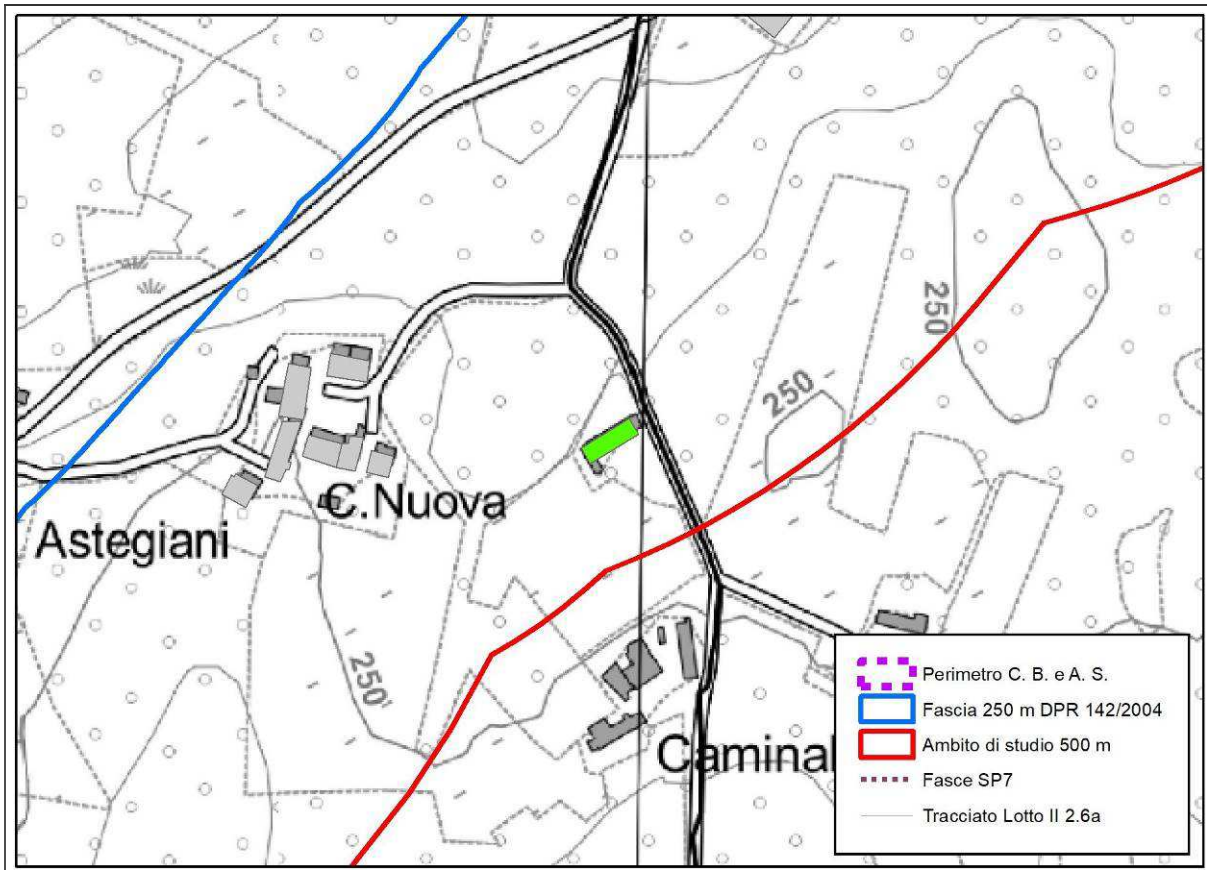 250
250
C.Nuova
Astegiani
250
Caminal
Perimetro C. B. e A. S.
Fascia 250 m DPR 142/2004
Ambito di studio 500 m
Fasce SP7
Tracciato Lotto II 2.6a